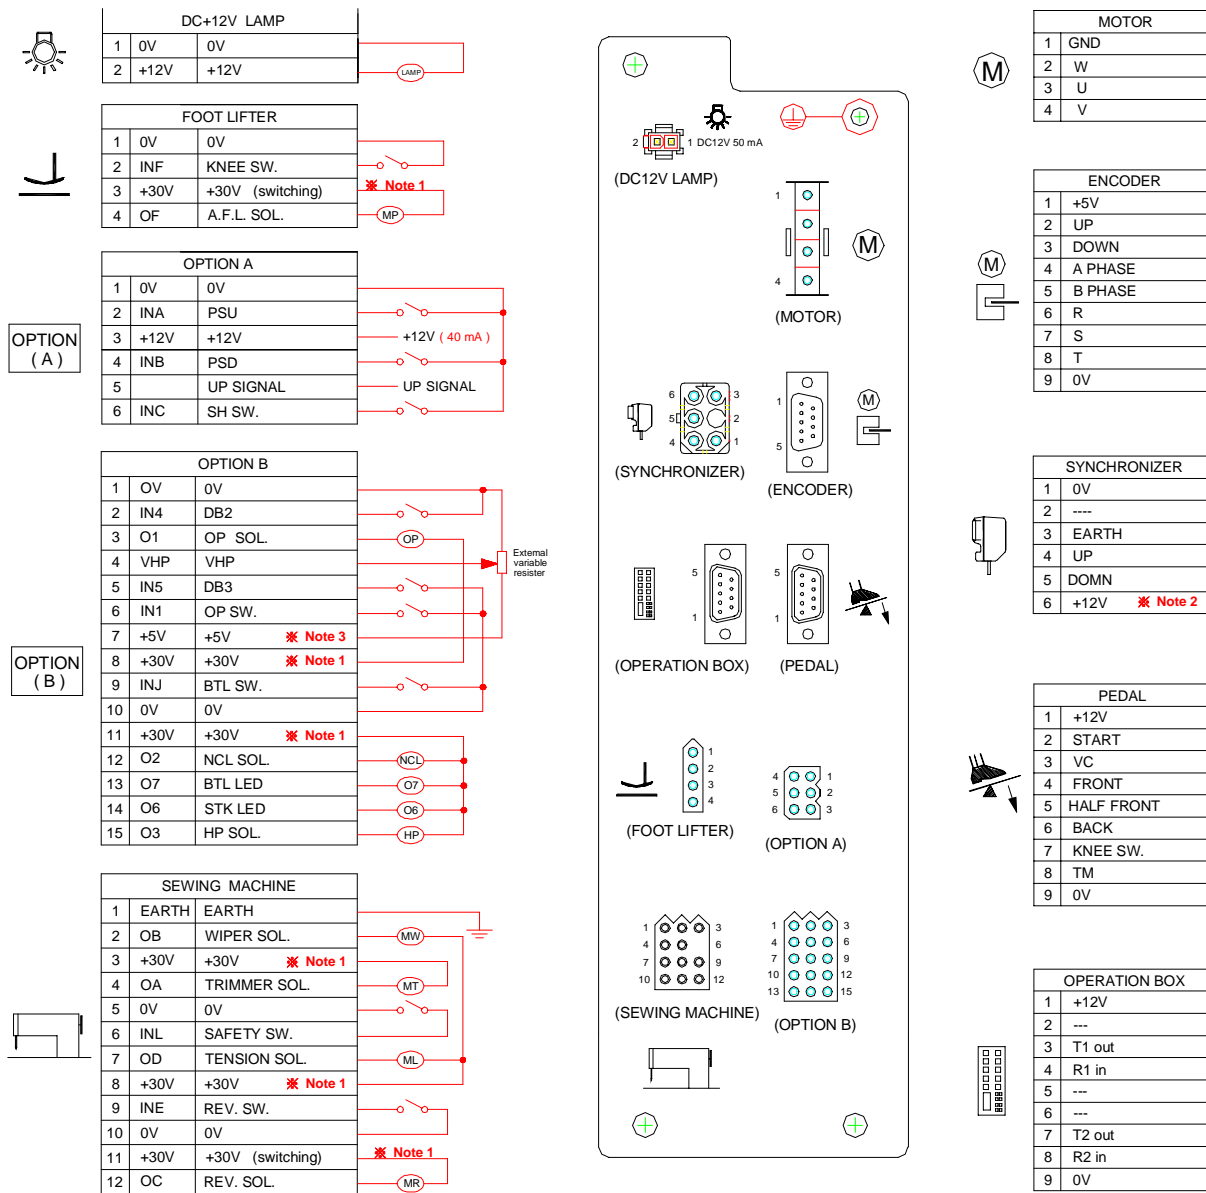 DC+12V LAMP
1 0V 0V
2 +12V +12V
LAMP
FOOT LIFTER
1 0V 0V
2 INF KNEE SW.
3 +30V +30V (switching) ※ Note 1
4 OF A.F.L. SOL.
MP
OPTION (A)
OPTION A
1 0V 0V
2 INA PSU
3 +12V +12V
+12V ( 40 mA )
4 INB PSD
5 UP SIGNAL
UP SIGNAL
6 INC SH SW.
OPTION (B)
OPTION B
1 OV 0V
2 IN4 DB2
3 O1 OP SOL.
OP
4 VHP VHP
External
variable
resister
5 IN5 DB3
6 IN1 OP SW.
7 +5V +5V ※ Note 3
8 +30V +30V ※ Note 1
9 INJ BTL SW.
10 0V 0V
11 +30V +30V ※ Note 1
12 O2 NCL SOL.
NCL
13 O7 BTL LED
O7
14 O6 STK LED
O6
15 O3 HP SOL.
HP
SEWING MACHINE
1 EARTH EARTH
2 OB WIPER SOL.
MW
3 +30V +30V ※ Note 1
4 OA TRIMMER SOL.
MT
5 0V 0V
6 INL SAFETY SW.
7 OD TENSION SOL.
ML
8 +30V +30V ※ Note 1
9 INE REV. SW.
10 0V 0V
11 +30V +30V (switching) ※ Note 1
12 OC REV. SOL.
MR
2 1 DC12V 50 mA
(DC12V LAMP)
1
4
M
(MOTOR)
6 3
5 2
4 1
(SYNCHRONIZER)
1
5
M
(ENCODER)
5
1
(OPERATION BOX)
5
1
(PEDAL)
1
2
3
4
(FOOT LIFTER)
4 1
5 2
6 3
(OPTION A)
1 3
4 6
7 9
10 12
(SEWING MACHINE)
1 3
4 6
7 9
10 12
13 15
(OPTION B)
M
MOTOR
1 GND
2 W
3 U
4 V
M
ENCODER
1 +5V
2 UP
3 DOWN
4 A PHASE
5 B PHASE
6 R
7 S
8 T
9 0V
SYNCHRONIZER
1 0V
2 ----
3 EARTH
4 UP
5 DOMN
6 +12V ※ Note 2
PEDAL
1 +12V
2 START
3 VC
4 FRONT
5 HALF FRONT
6 BACK
7 KNEE SW.
8 TM
9 0V
OPERATION BOX
1 +12V
2 ---
3 T1 out
4 R1 in
5 ---
6 ---
7 T2 out
8 R2 in
9 0V